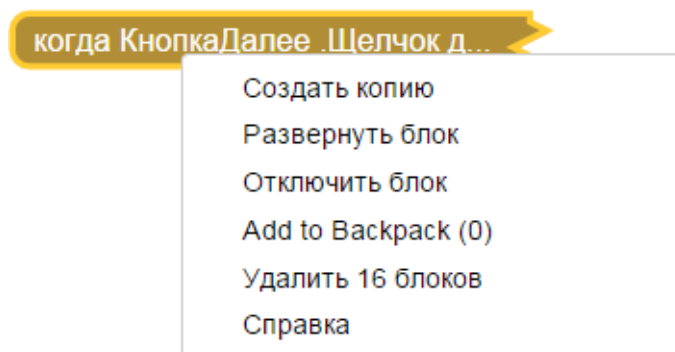 когда КнопкаДалее .Щелчок д...
Создать копию
Развернуть блок
Отключить блок
Add to Backpack (0)
Удалить 16 блоков
Справка